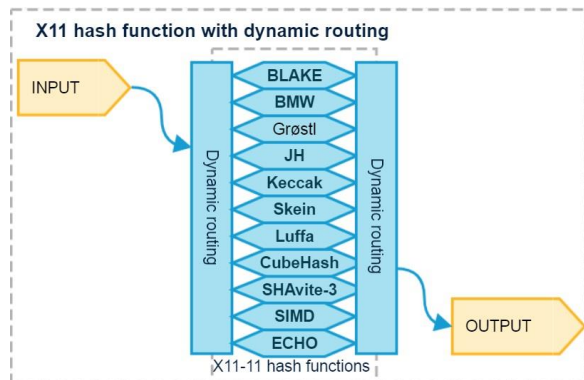 X11 hash function with dynamic routing
INPUT
Dynamic routing
BLAKE
BMW
Grøstl
JH
Keccak
Skein
Luffa
CubeHash
SHAvite-3
SIMD
ECHO
Dynamic routing
OUTPUT
X11-11 hash functions